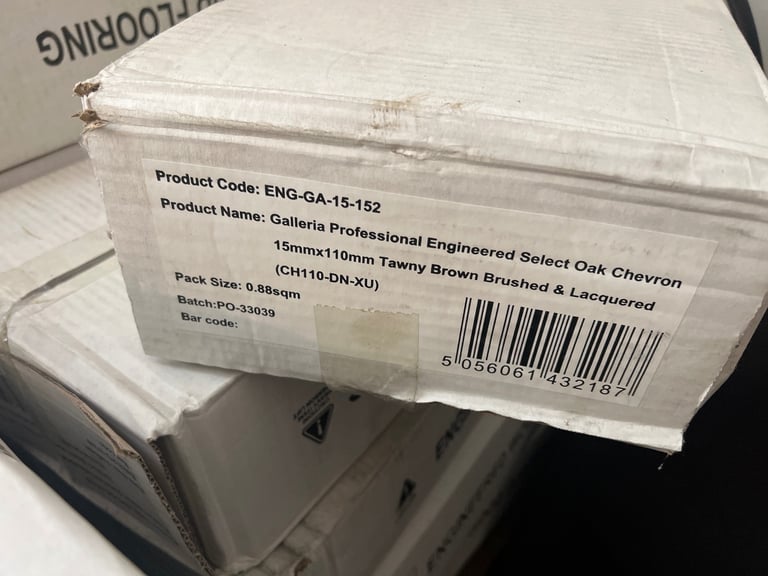 FLOORING
Product Code: ENG-GA-15-152
Product Name: Galleria Professional Engineered Select Oak Chevron
15mmx110mm Tawny Brown Brushed & Lacquered
(CH110-DN-XU)
Pack Size: 0.88sqm
Batch:PO-33039
Bar code:
5 056061 432187